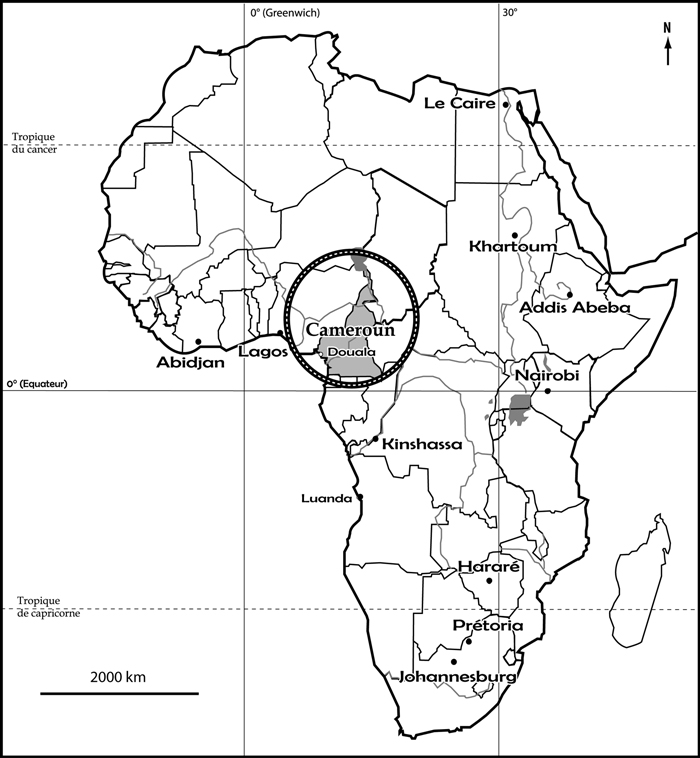 0° (Greenwich)
30°
N
Le Caire
Tropique
du cancer
Khartoum
Addis Abeba
Cameroun
Douala
Abidjan
Lagos
Nairobi
0° (Equateur)
Kinshassa
Luanda
Hararé
Tropique
de capricorne
Prétoria
Johannesburg
2000 km